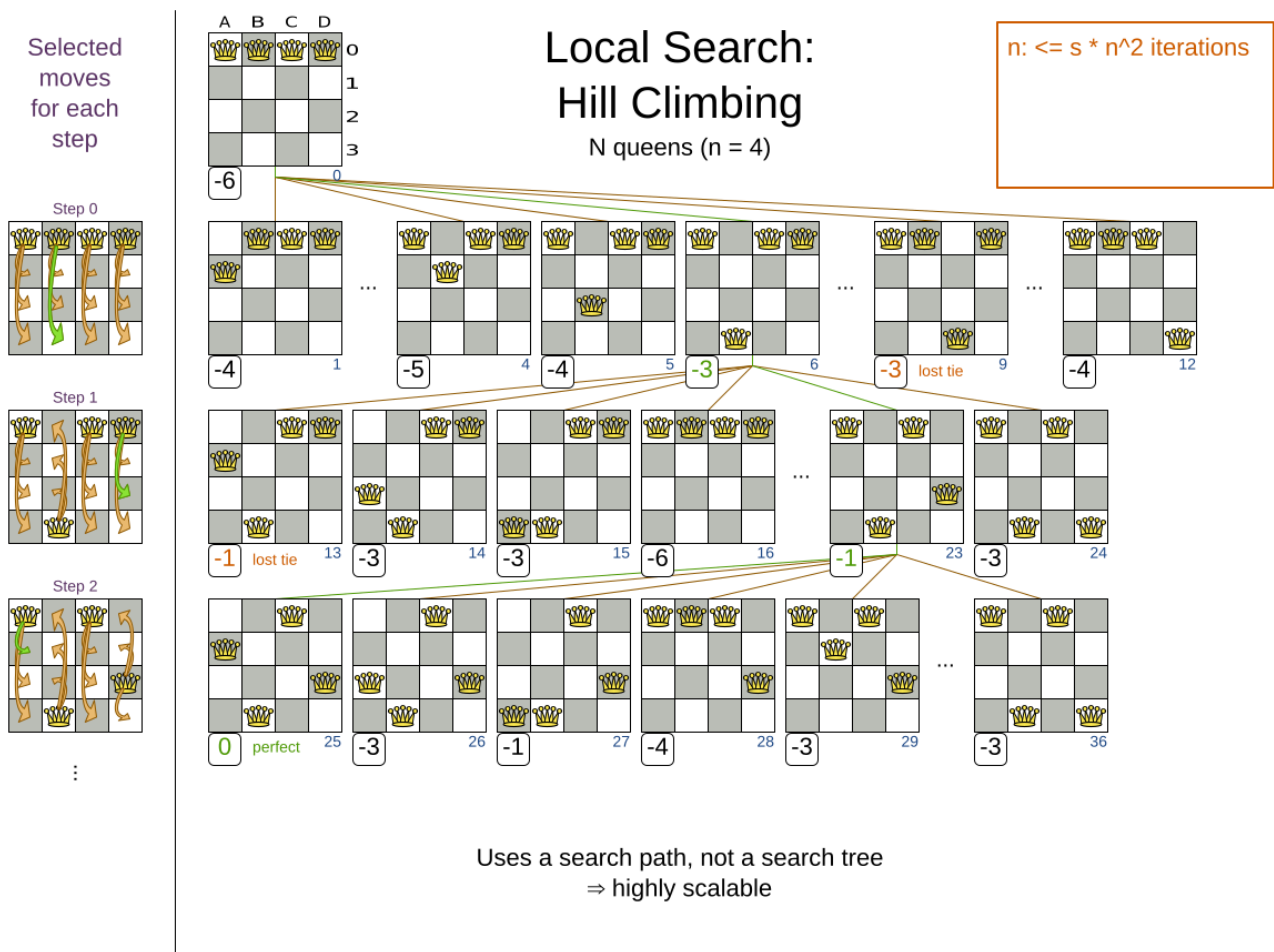 Selected
moves
for each
step
A B C D
0
1
2
3
-6
0
Local Search:
Hill Climbing
N queens (n = 4)
n: <= s * n^2 iterations
Step 0
...
...
...
-4
1
-5
4
-4
5
-3
6
-3
lost tie
9
-4
12
Step 1
...
-1
lost tie
13
-3
14
-3
15
-6
16
-1
23
-3
24
Step 2
...
0
perfect
25
-3
26
-1
27
-4
28
-3
29
-3
36
...
Uses a search path, not a search tree
⇒ highly scalable